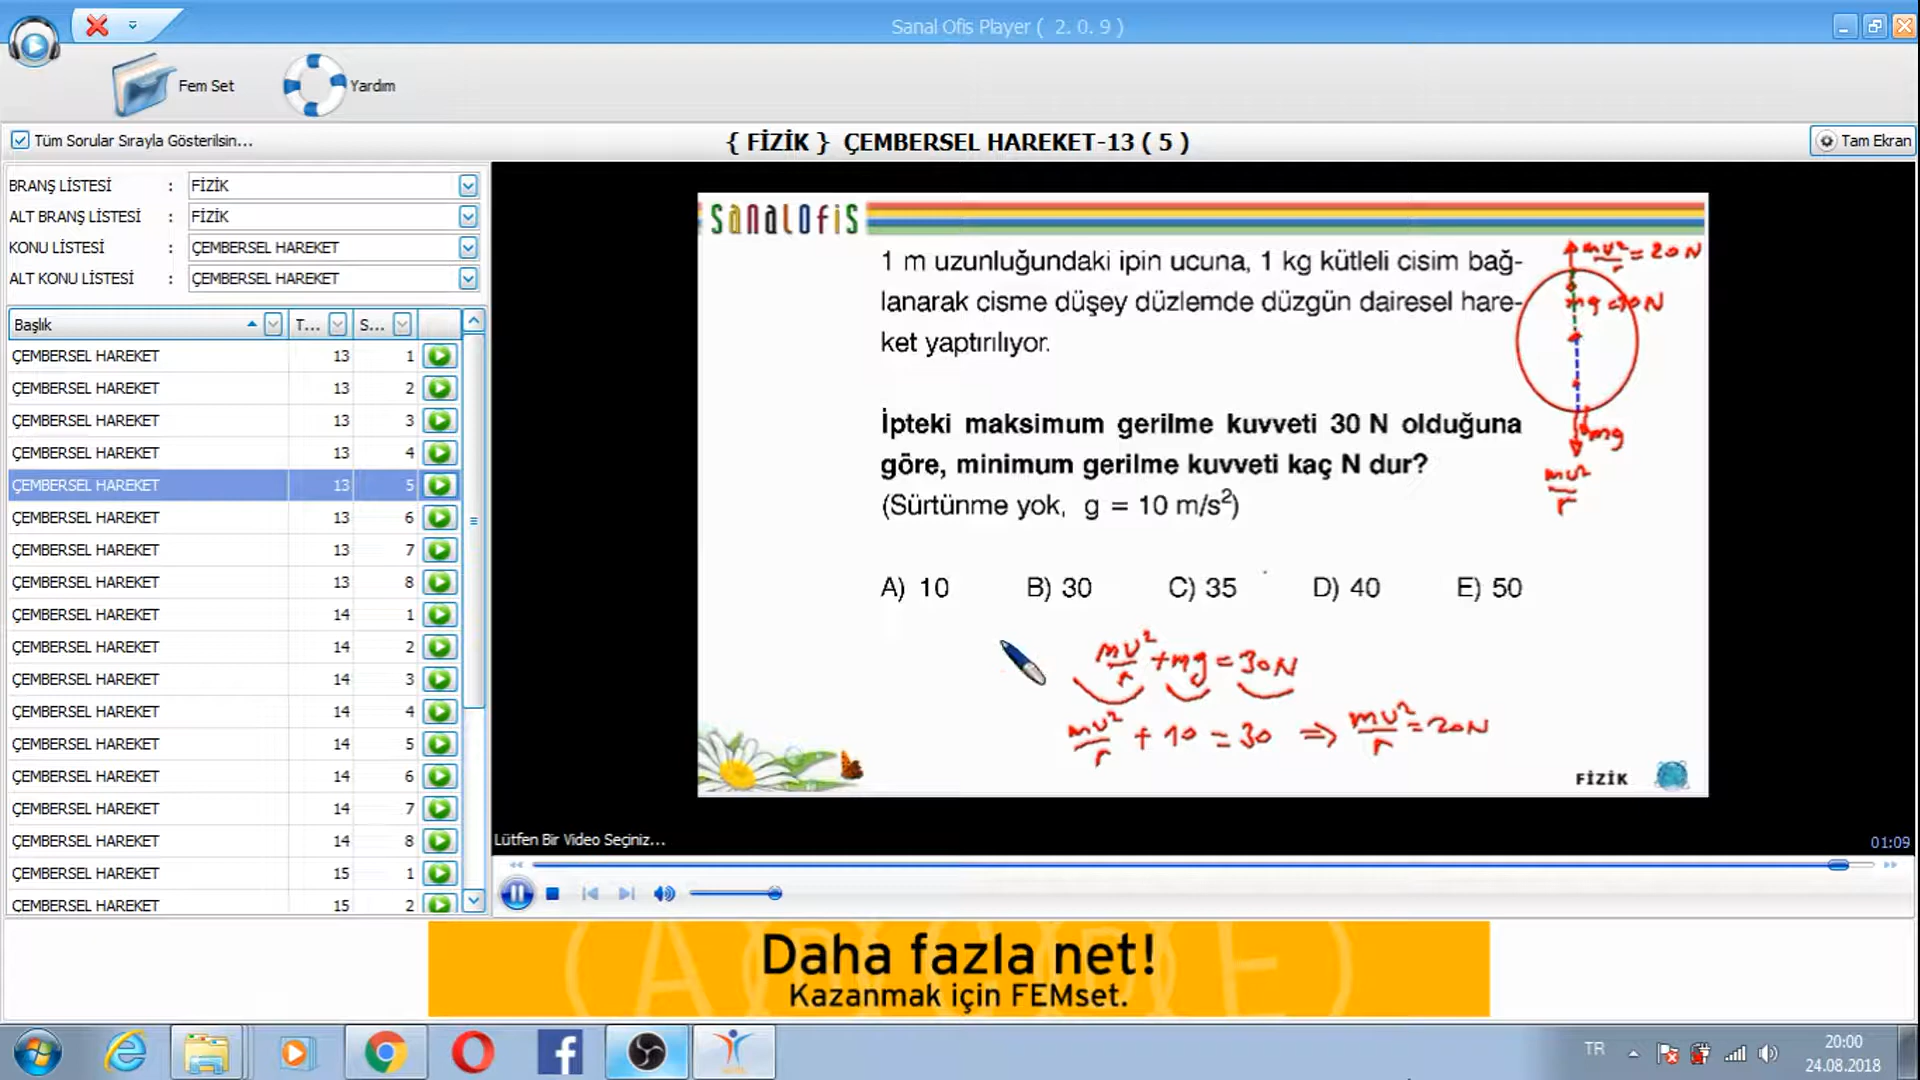 Sanal Ofis Player ( 2. 0. 9 )
Fem Set
Yardım
Tüm Sorular Sırayla Gösterilsin...
{ FİZİK } ÇEMBERSEL HAREKET-13 ( 5 )
Tam Ekran
BRANŞ LİSTESİ : FİZİK
ALT BRANŞ LİSTESİ : FİZİK
KONU LİSTESİ : ÇEMBERSEL HAREKET
ALT KONU LİSTESİ : ÇEMBERSEL HAREKET
Başlık T... S...
ÇEMBERSEL HAREKET 13 1
ÇEMBERSEL HAREKET 13 2
ÇEMBERSEL HAREKET 13 3
ÇEMBERSEL HAREKET 13 4
ÇEMBERSEL HAREKET 13 5
ÇEMBERSEL HAREKET 13 6
ÇEMBERSEL HAREKET 13 7
ÇEMBERSEL HAREKET 13 8
ÇEMBERSEL HAREKET 14 1
ÇEMBERSEL HAREKET 14 2
ÇEMBERSEL HAREKET 14 3
ÇEMBERSEL HAREKET 14 4
ÇEMBERSEL HAREKET 14 5
ÇEMBERSEL HAREKET 14 6
ÇEMBERSEL HAREKET 14 7
ÇEMBERSEL HAREKET 14 8
ÇEMBERSEL HAREKET 15 1
ÇEMBERSEL HAREKET 15 2
SANALOFİS
1 m uzunluğundaki ipin ucuna, 1 kg kütleli cisim bağ-
lanarak cisme düşey düzlemde düzgün dairesel hare-
ket yaptırılıyor.
İpteki maksimum gerilme kuvveti 30 N olduğuna
göre, minimum gerilme kuvveti kaç N dur?
(Sürtünme yok, g = 10 m/s²)
A) 10 B) 30 C) 35 D) 40 E) 50
mv²/r = 20 N
mg = 10 N
mg
mv²/r
mv²/r + mg = 30 N
mv²/r + 10 = 30 ⇒ mv²/r = 20 N
FİZİK
Lütfen Bir Video Seçiniz...
01:09
Daha fazla net!
Kazanmak için FEMset.
TR
20:00
24.08.2018